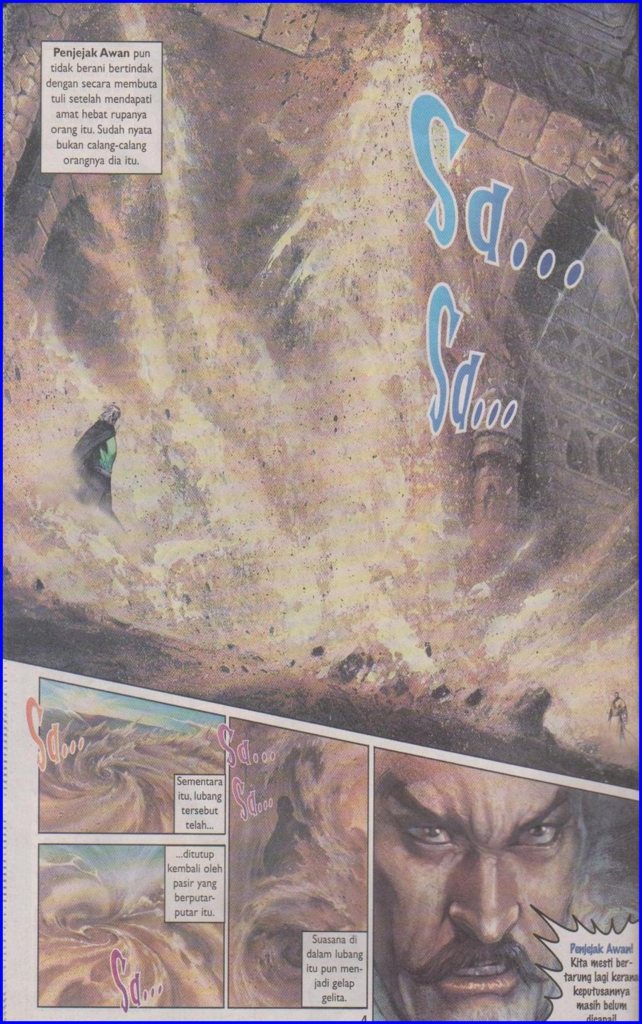 Penjejak Awan pun
tidak berani bertindak
dengan secara membuta
tuli setelah mendapati
amat hebat rupanya
orang itu. Sudah nyata
bukan calang-calang
orangnya dia itu.
Sa...
Sa...
Sa...
Sementara
itu, lubang
tersebut
telah...
Sa...
Sa...
...ditutup
kembali oleh
pasir yang
berputar-
putar itu.
Sa...
Suasana di
dalam lubang
itu pun men-
jadi gelap
gelita.
Penjejak Awan!
Kita mesti ber-
tarung lagi kerana
keputusannya
masih belum
dicapai!
4